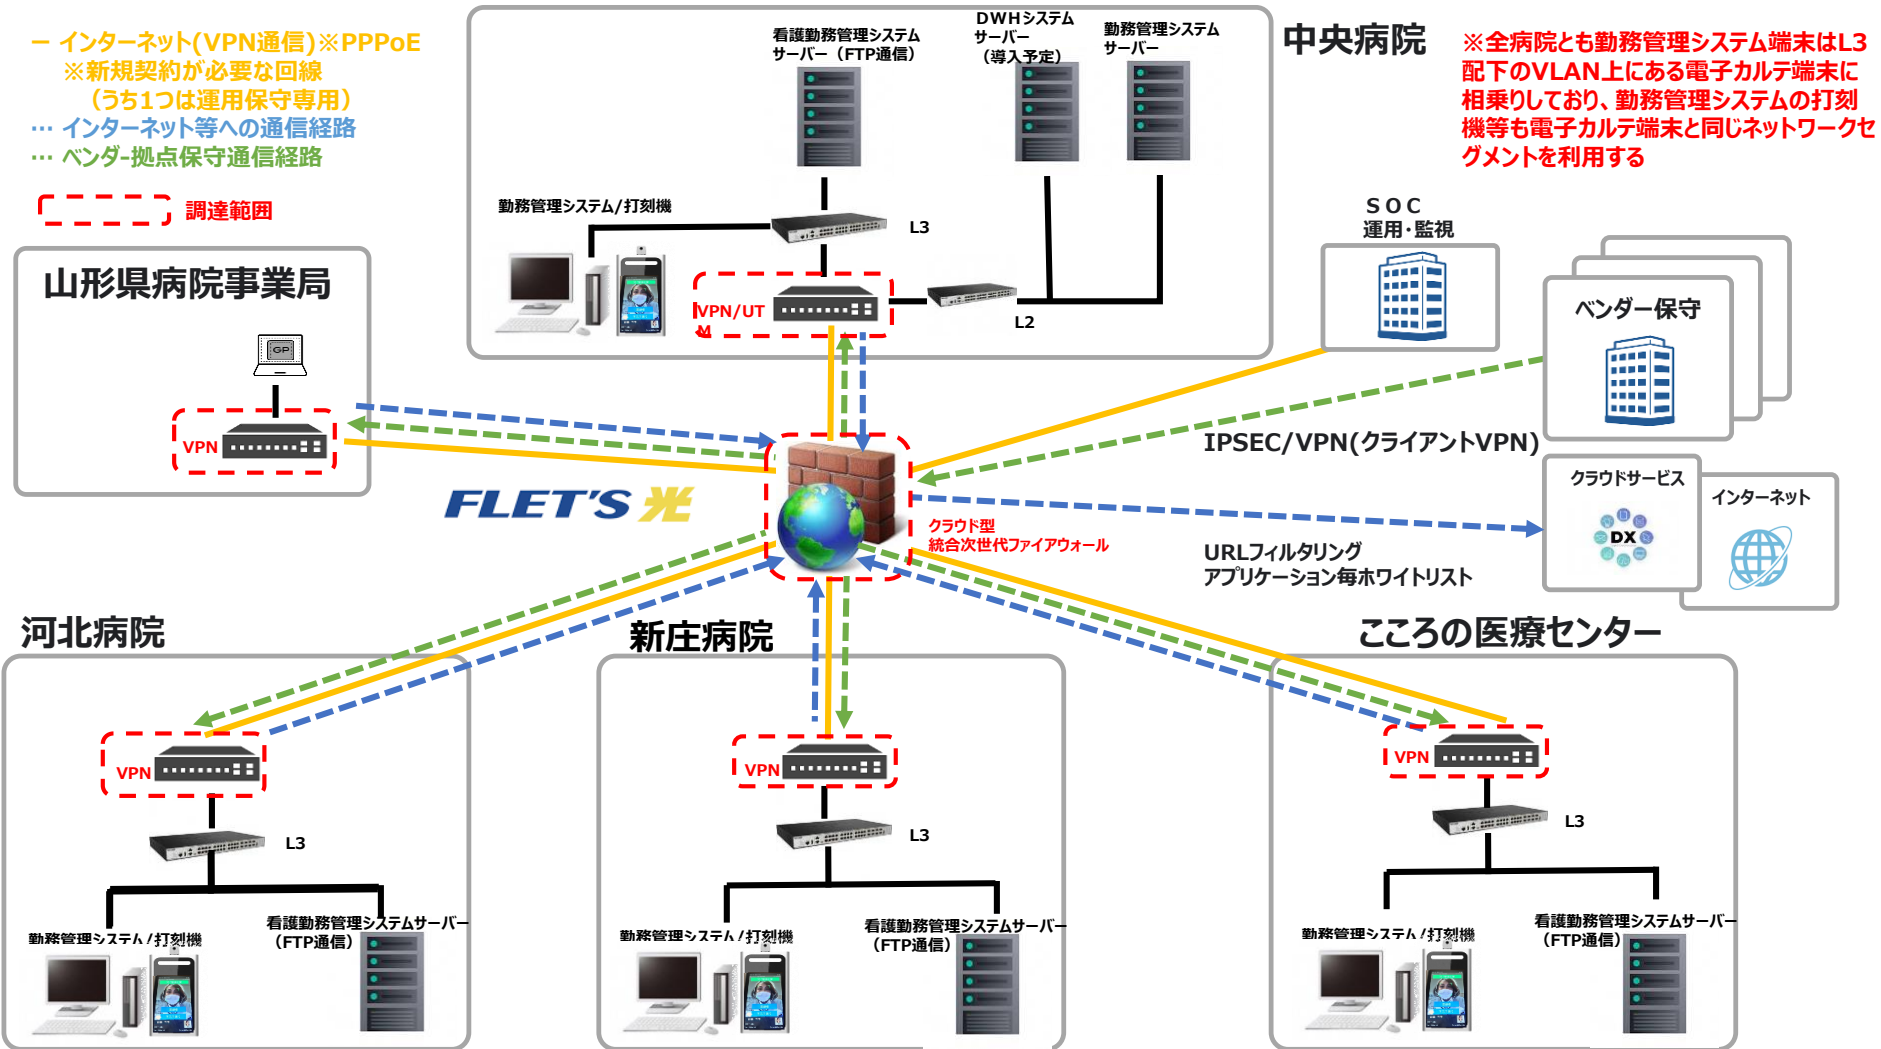 ー インターネット(VPN通信)※PPPoE
※新規契約が必要な回線
（うち1つは運用保守専用）
… インターネット等への通信経路
… ベンダｰ拠点保守通信経路
調達範囲
看護勤務管理システム
サーバー（FTP通信）
DWHシステム
サーバー
（導入予定）
勤務管理システム
サーバー
中央病院
※全病院とも勤務管理システム端末はL3
配下のVLAN上にある電子カルテ端末に
相乗りしており、勤務管理システムの打刻
機等も電子カルテ端末と同じネットワークセ
グメントを利用する
勤務管理システム/打刻機
L3
VPN/UT
M
L2
ＳＯＣ
運用・監視
ベンダー保守
山形県病院事業局
GP
VPN
FLET'S 光
IPSEC/VPN(クライアントVPN)
クラウド型
統合次世代ファイアウォール
URLフィルタリング
アプリケーション毎ホワイトリスト
クラウドサービス
DX
インターネット
河北病院
VPN
L3
勤務管理システム/打刻機
看護勤務管理システムサーバー
（FTP通信）
新庄病院
VPN
L3
勤務管理システム/打刻機
看護勤務管理システムサーバー
（FTP通信）
こころの医療センター
VPN
L3
勤務管理システム/打刻機
看護勤務管理システムサーバー
（FTP通信）